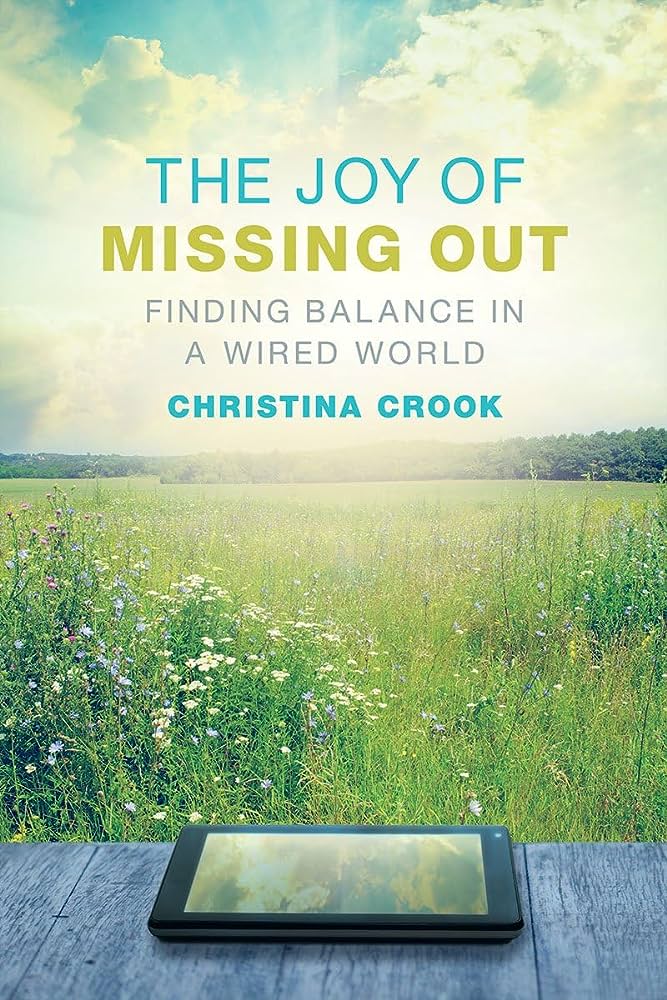 THE JOY OF
MISSING OUT
FINDING BALANCE IN
A WIRED WORLD
CHRISTINA CROOK